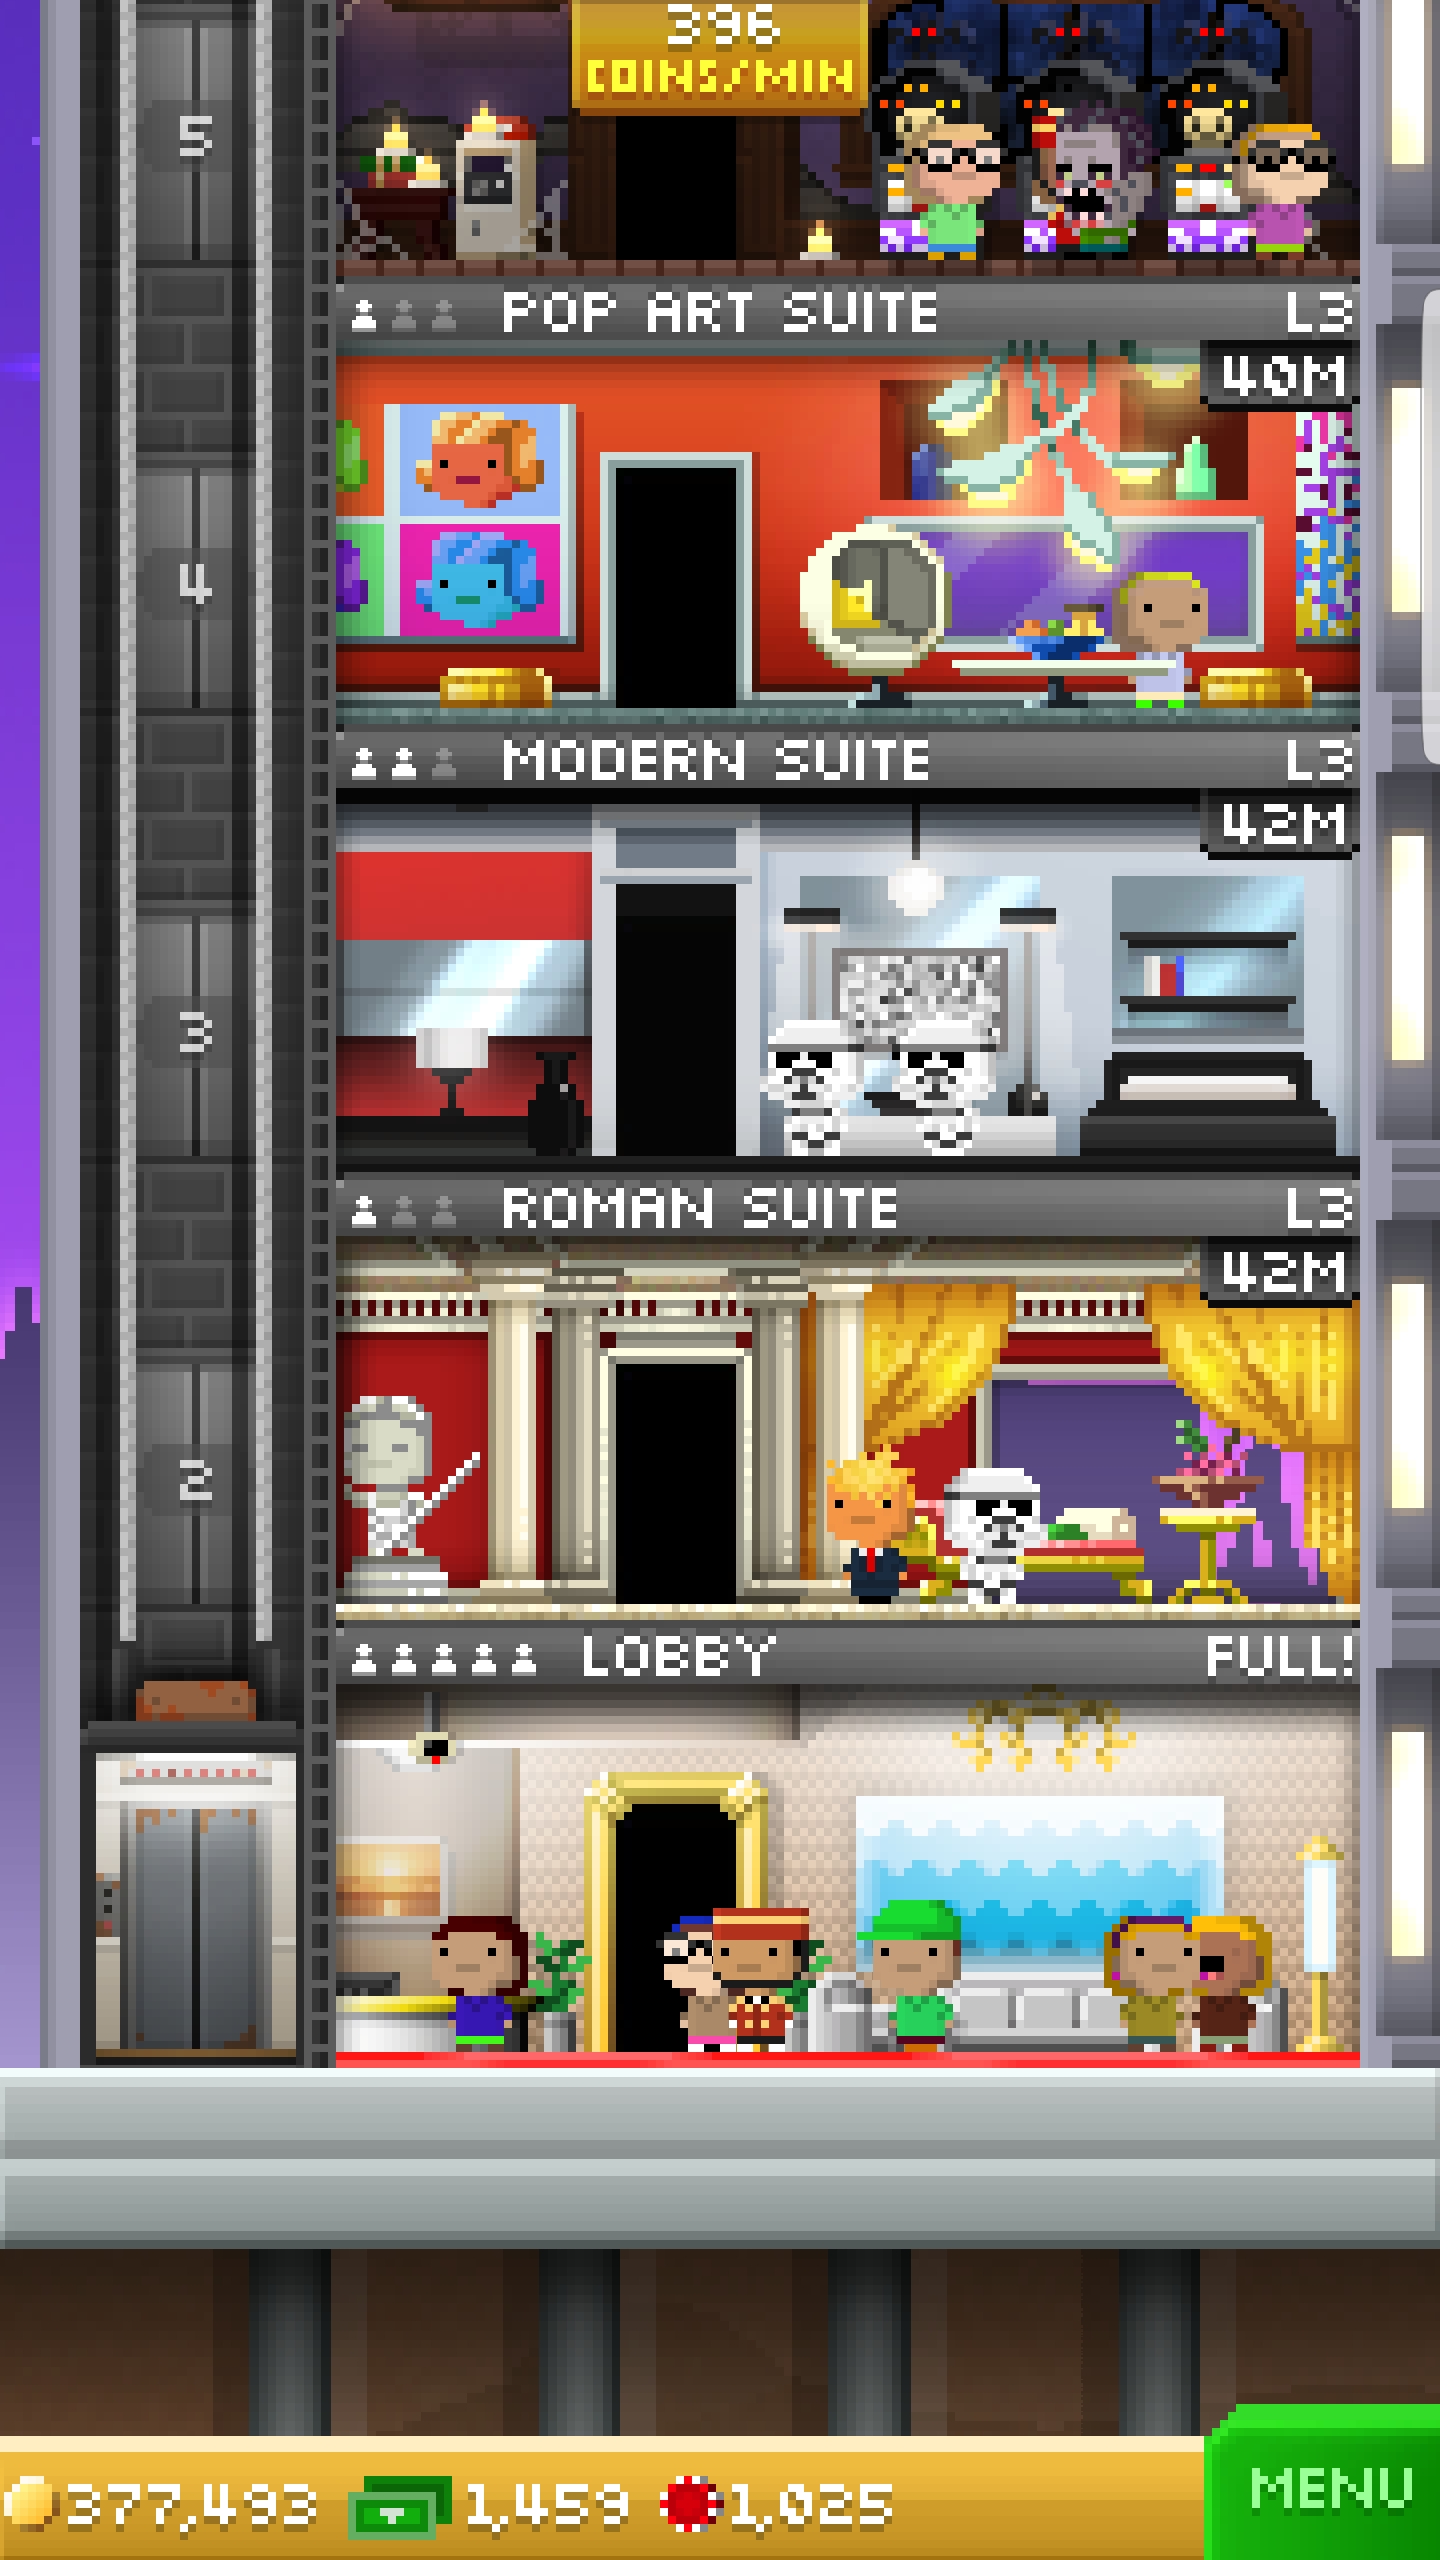 396
COINS/MIN
5
POP ART SUITE L3
40M
4
MODERN SUITE L3
42M
3
ROMAN SUITE L3
42M
2
LOBBY FULL!
377,493 1,459 1,025 MENU